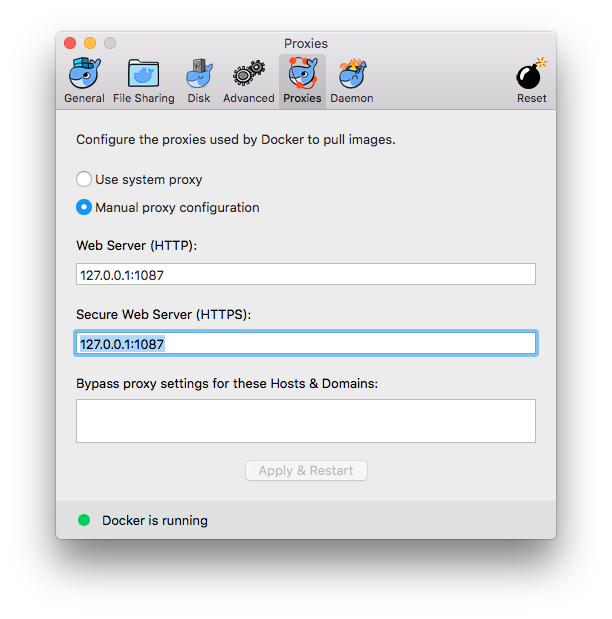 Proxies
General File Sharing Disk Advanced Proxies Daemon Reset
Configure the proxies used by Docker to pull images.
Use system proxy
Manual proxy configuration
Web Server (HTTP):
127.0.0.1:1087
Secure Web Server (HTTPS):
127.0.0.1:1087
Bypass proxy settings for these Hosts & Domains:
Apply & Restart
Docker is running